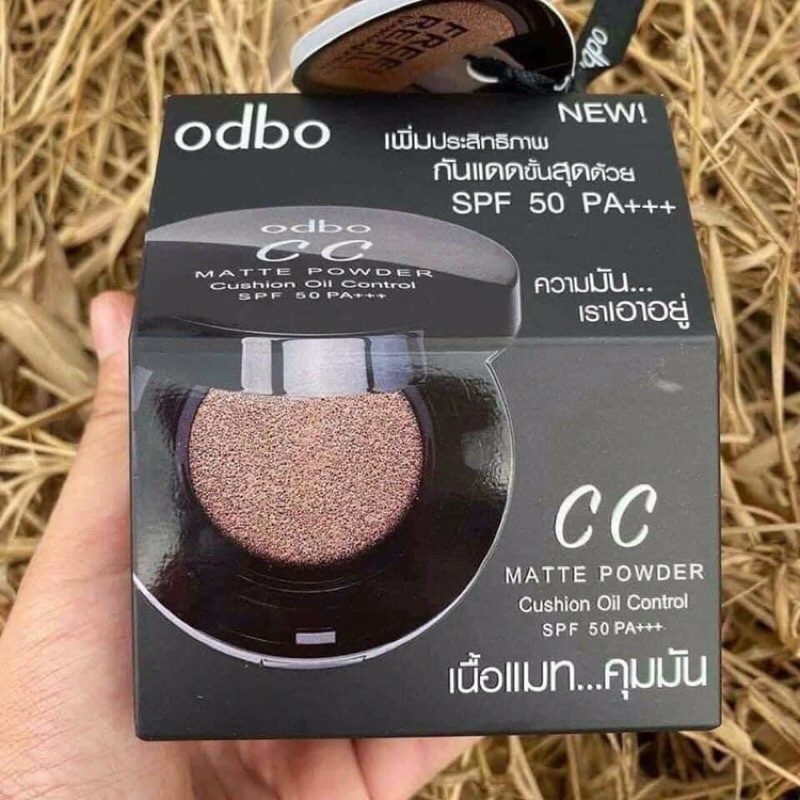 FREE
REFILL
odbo
odbo
NEW!
เพิ่มประสิทธิภาพ
กันแดดขั้นสุดด้วย
SPF 50 PA+++
odbo
CC
MATTE POWDER
Cushion Oil Control
SPF 50 PA+++
ความมัน...
เราเอาอยู่
CC
MATTE POWDER
Cushion Oil Control
SPF 50 PA+++
เนื้อแมท...คุมมัน